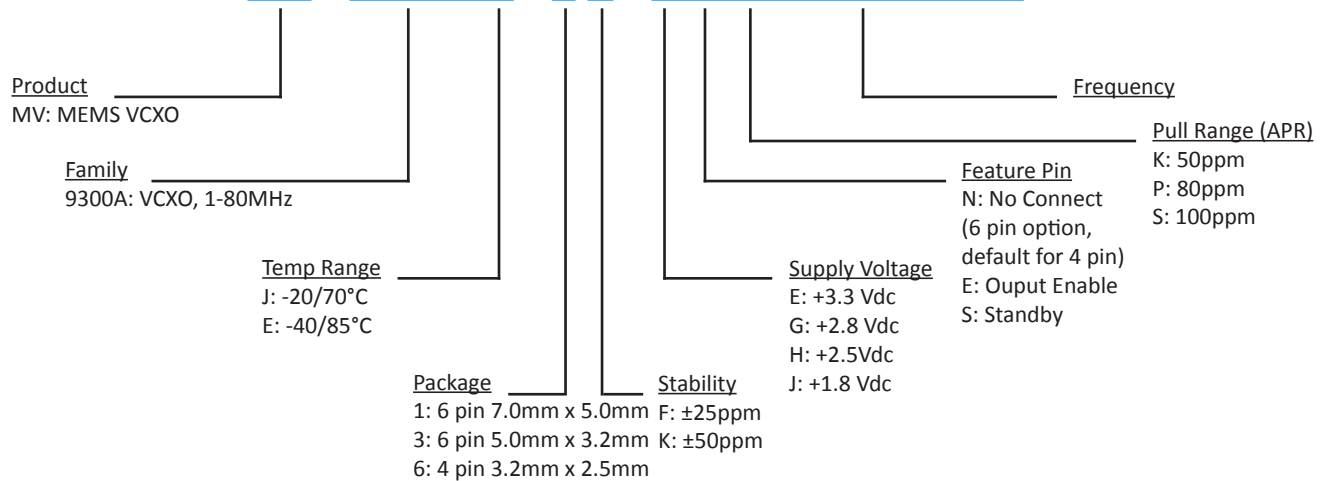 Product
MV: MEMS VCXO
Family
9300A: VCXO, 1-80MHz
Temp Range
J: -20/70°C
E: -40/85°C
Package
1: 6 pin 7.0mm x 5.0mm
3: 6 pin 5.0mm x 3.2mm
6: 4 pin 3.2mm x 2.5mm
Stability
F: ±25ppm
K: ±50ppm
Supply Voltage
E: +3.3 Vdc
G: +2.8 Vdc
H: +2.5Vdc
J: +1.8 Vdc
Feature Pin
N: No Connect
(6 pin option,
default for 4 pin)
E: Ouput Enable
S: Standby
Pull Range (APR)
K: 50ppm
P: 80ppm
S: 100ppm
Frequency